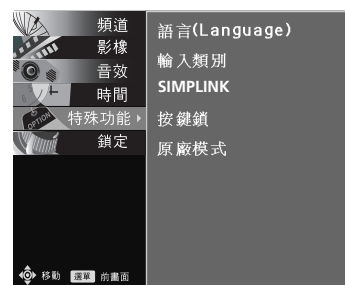 頻道
影像
音效
時間
OPTION
特殊功能
鎖定
語言(Language)
輸入類別
SIMPLINK
按鍵鎖
原廠模式
移動 選單 前畫面